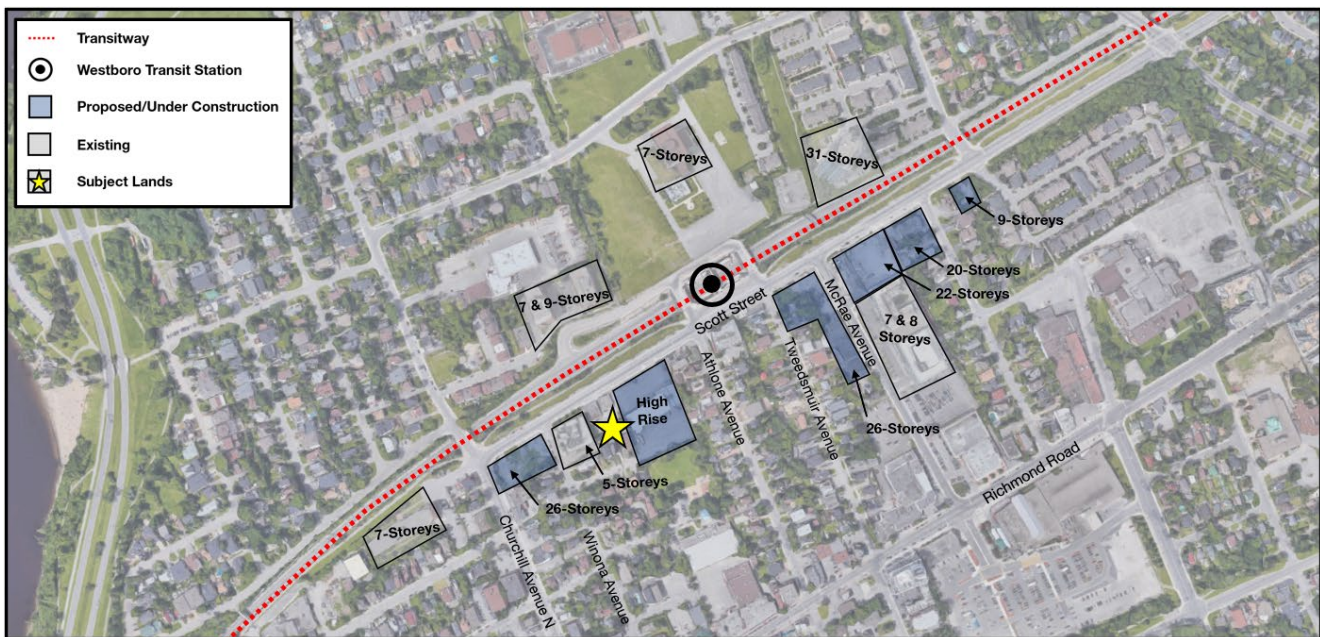 Transitway
Westboro Transit Station
Proposed/Under Construction
Existing
Subject Lands
7-Storeys
31-Storeys
9-Storeys
20-Storeys
22-Storeys
7 & 9-Storeys
Scott Street
McRae Avenue
7 & 8
Storeys
Athlone Avenue
Tweedsmuir Avenue
High
Rise
26-Storeys
5-Storeys
26-Storeys
Richmond Road
7-Storeys
Churchill Avenue N
Winona Avenue